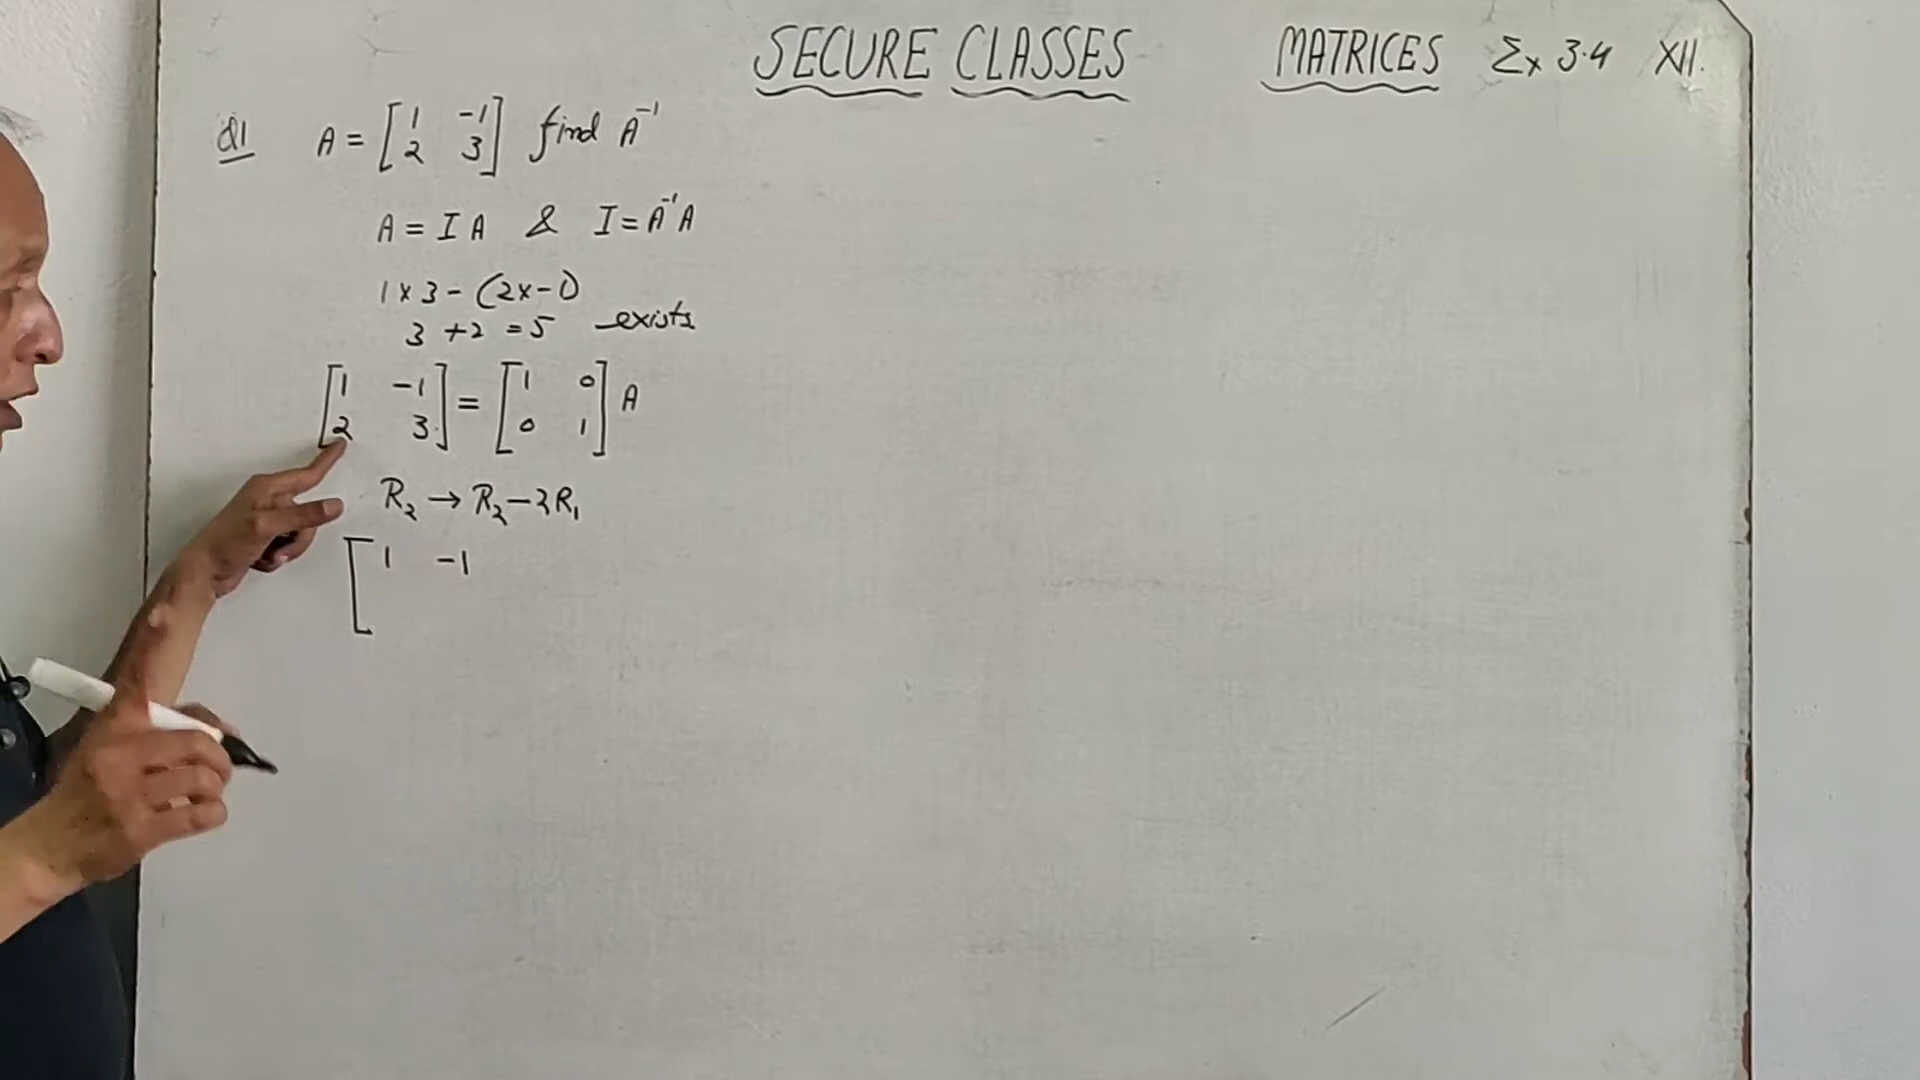 SECURE CLASSES MATRICES Ex 3.4 XII.
Q1 A = [1 -1 2 3] find A⁻¹
A = I A & I = A⁻¹A
1 x 3 - (2x-1)
3 + 2 = 5 exists
[1 -1 2 3] = [1 0 0 1] A
R₂ → R₂ - 2R₁
[1 -1